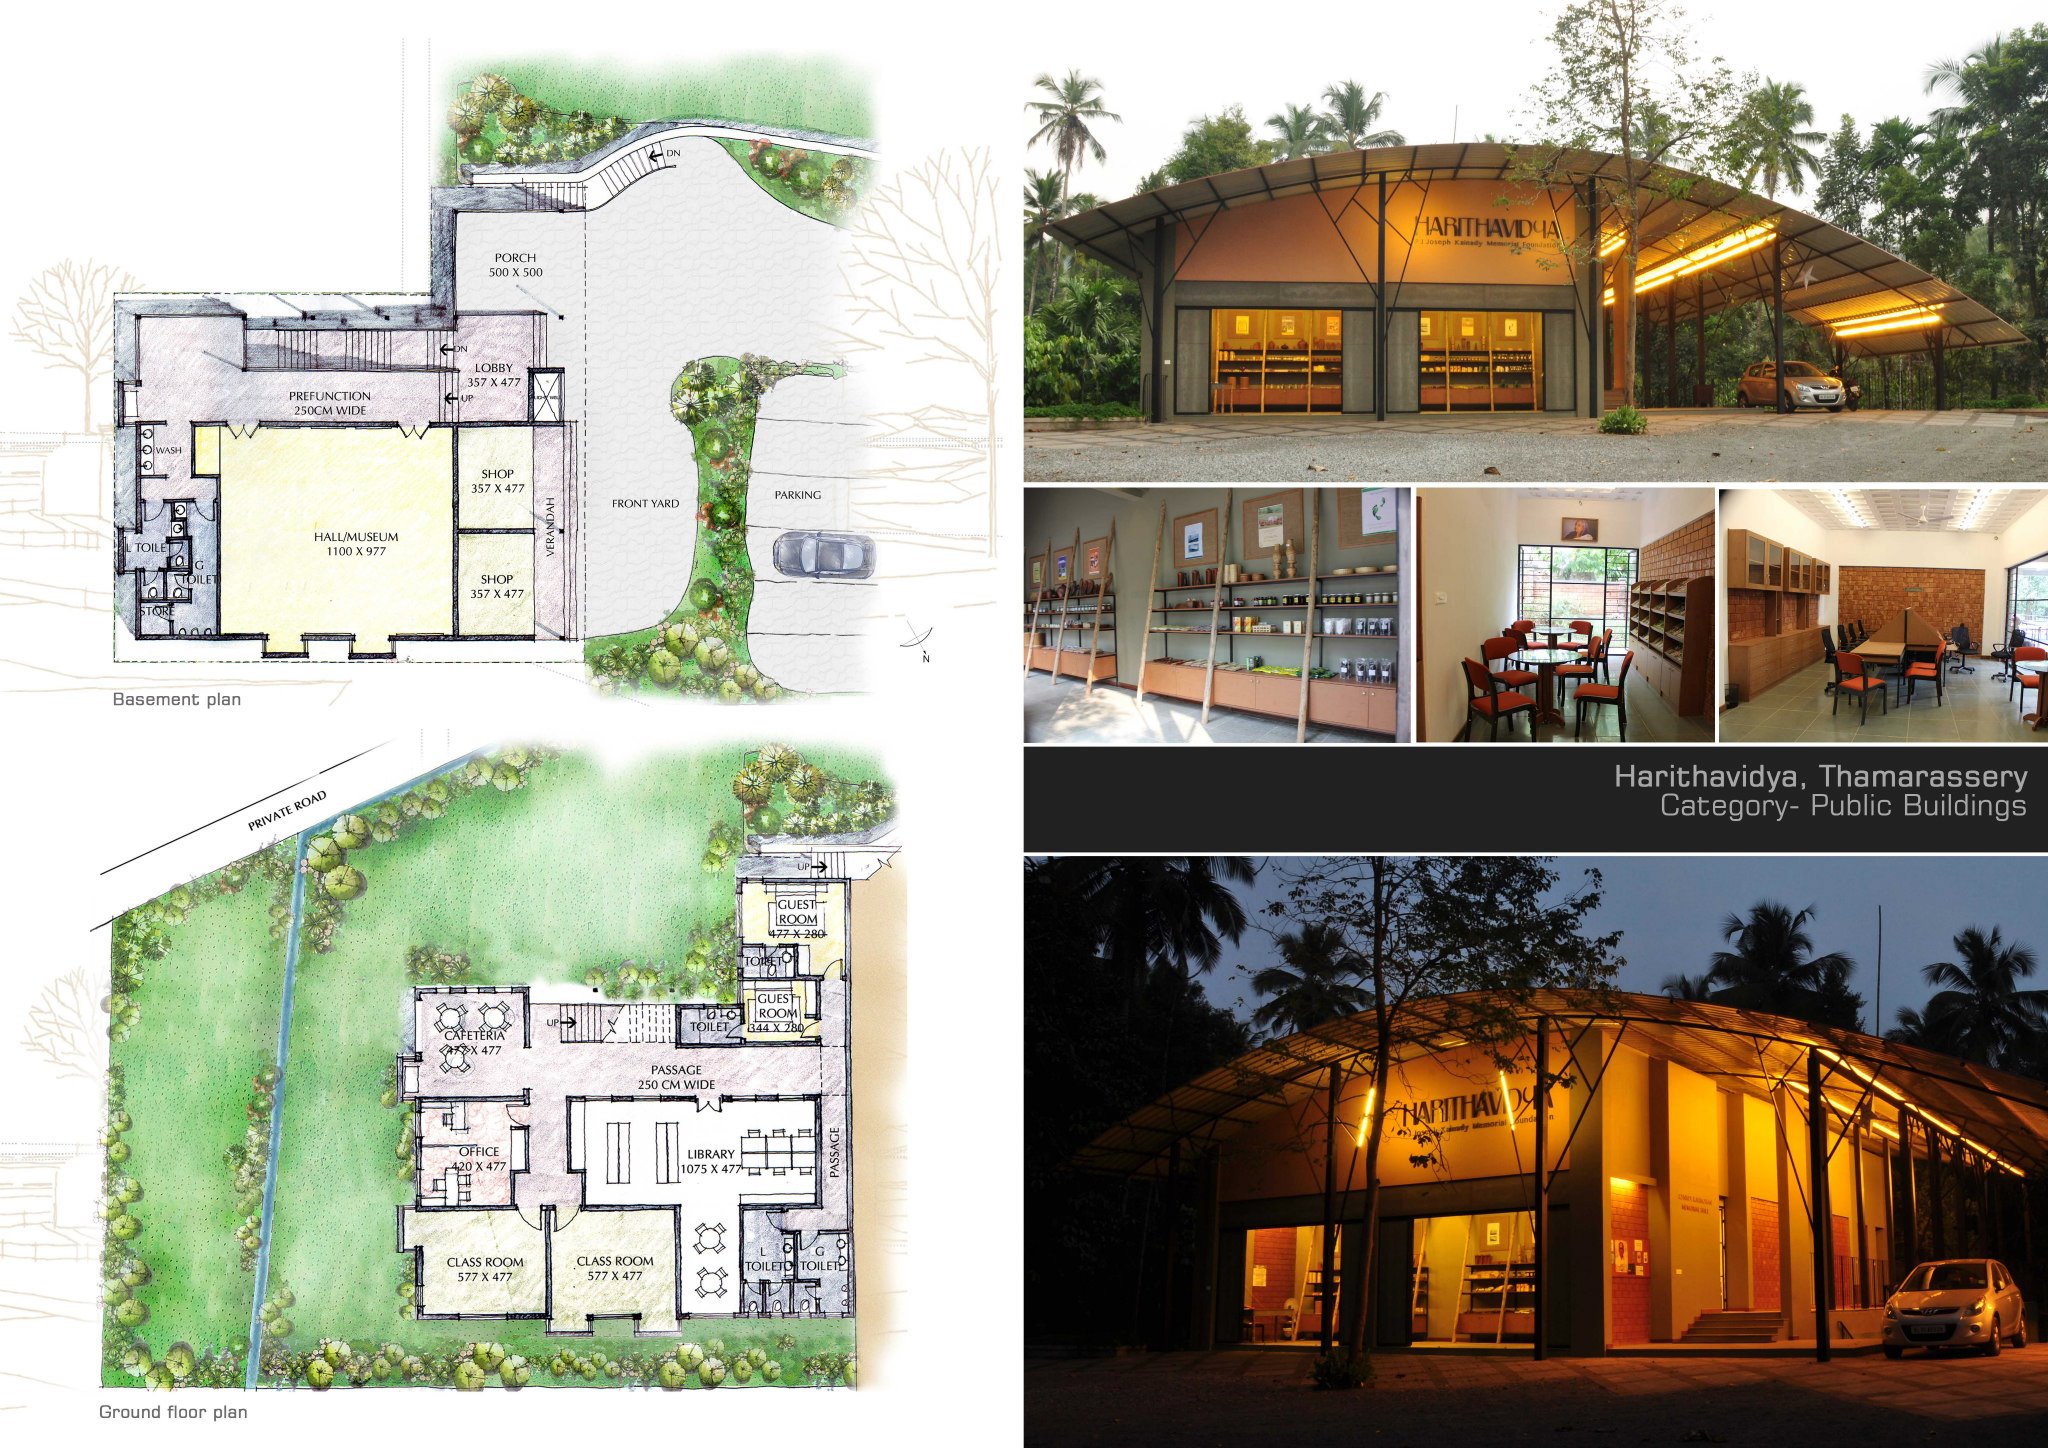 DN
PORCH
500 X 500
DN
LOBBY
357 X 477
PREFUNCTION
250CM WIDE
UP
WASH
SHOP
357 X 477
HALL/MUSEUM
1100 X 977
VERANDAH
FRONT YARD
PARKING
L TOILE
G
TOILET
STORE
SHOP
357 X 477
N
Basement plan
PRIVATE ROAD
UP
GUEST
ROOM
477 X 280
TOILET
GUEST
ROOM
344 X 280
TOILET
UP
CAFETERIA
477 X 477
PASSAGE
250 CM WIDE
OFFICE
420 X 477
LIBRARY
1075 X 477
PASSAGE
CLASS ROOM
577 X 477
CLASS ROOM
577 X 477
L
TOILET
G
TOILET
Ground floor plan
HARITHAVIDYA
P J Joseph Kainady Memorial Foundation
Harithavidya, Thamarassery
Category- Public Buildings
HARITHAVIDYA
J Joseph Kainady Memorial Foundation
MEMORIAL HALL